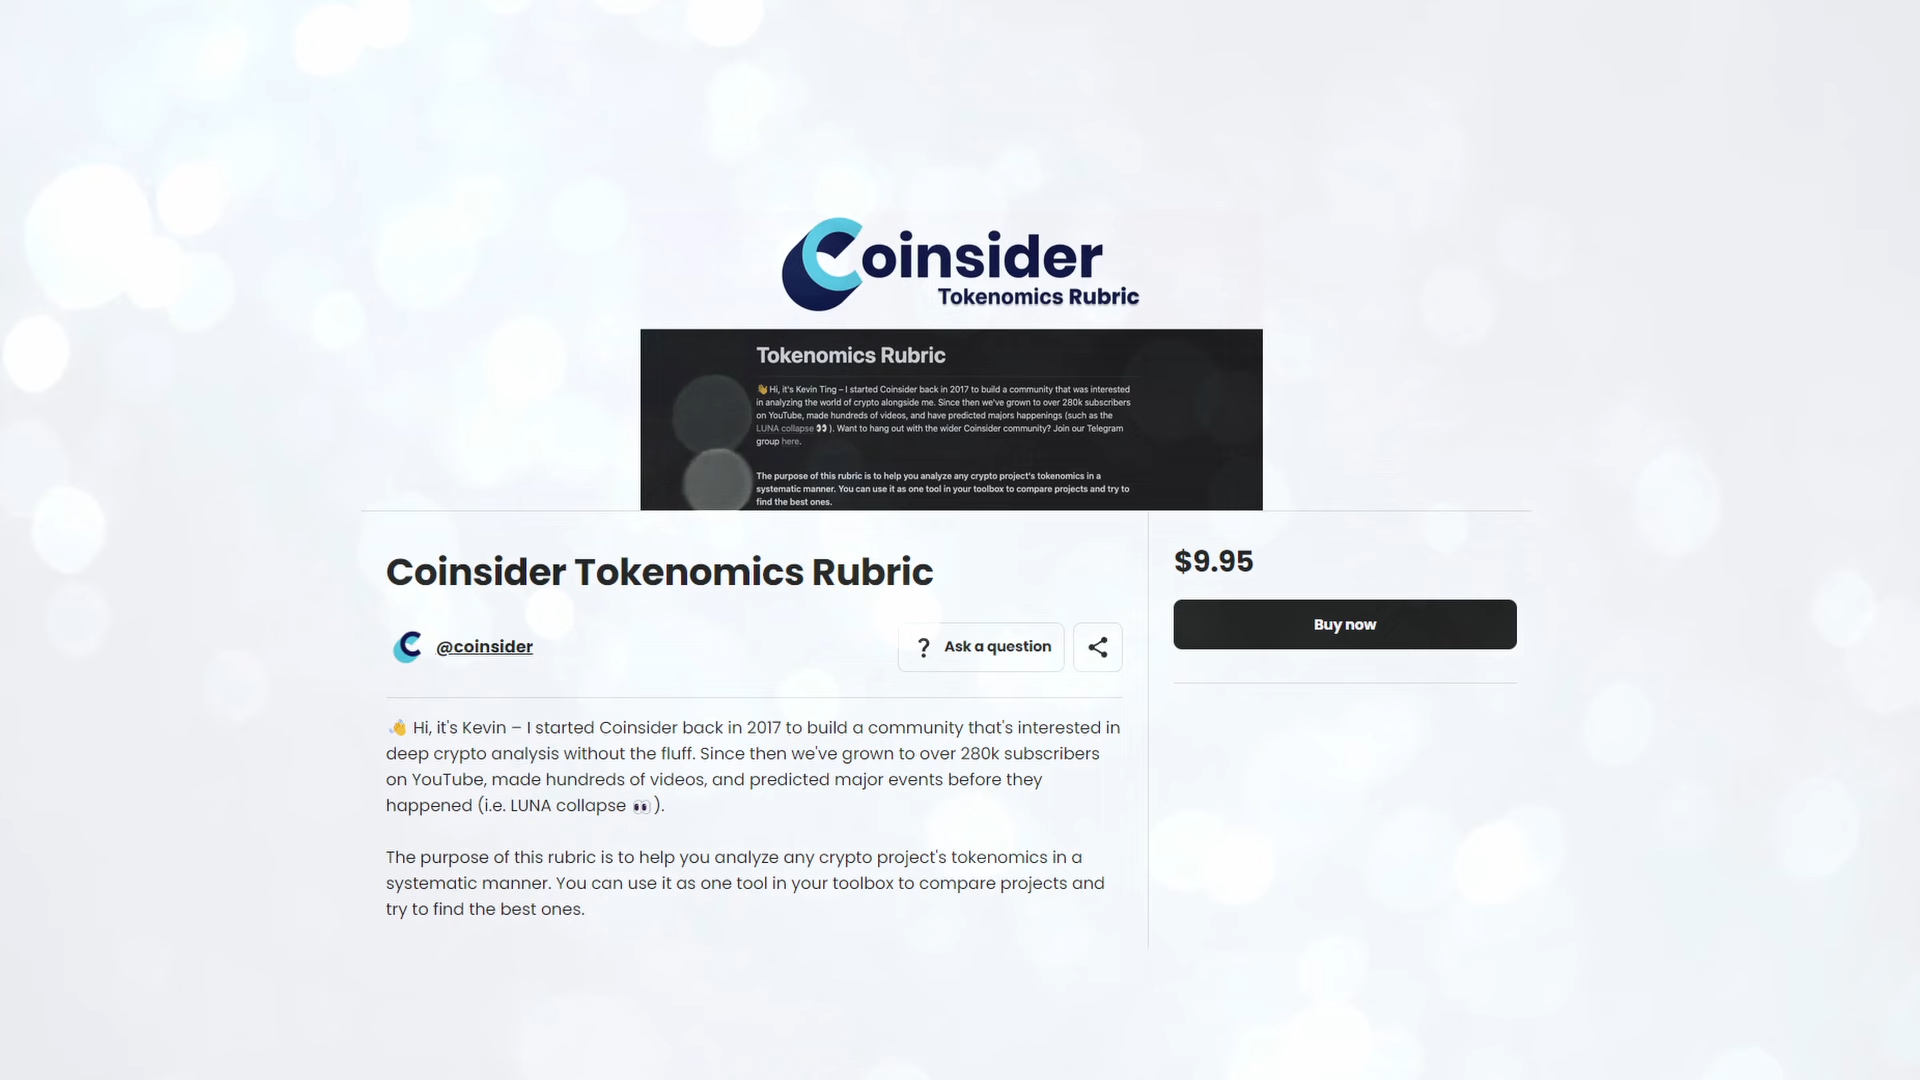 Coinsider
Tokenomics Rubric
Tokenomics Rubric
👋 Hi, it's Kevin Ting – I started Coinsider back in 2017 to build a community that was interested
in analyzing the world of crypto alongside me. Since then we've grown to over 280k subscribers
on YouTube, made hundreds of videos, and have predicted majors happenings (such as the
LUNA collapse 👀). Want to hang out with the wider Coinsider community? Join our Telegram
group here.
The purpose of this rubric is to help you analyze any crypto project's tokenomics in a
systematic manner. You can use it as one tool in your toolbox to compare projects and try to
find the best ones.
Coinsider Tokenomics Rubric
$9.95
Buy now
@coinsider
? Ask a question
👋 Hi, it's Kevin – I started Coinsider back in 2017 to build a community that's interested in
deep crypto analysis without the fluff. Since then we've grown to over 280k subscribers
on YouTube, made hundreds of videos, and predicted major events before they
happened (i.e. LUNA collapse 👀).
The purpose of this rubric is to help you analyze any crypto project's tokenomics in a
systematic manner. You can use it as one tool in your toolbox to compare projects and
try to find the best ones.